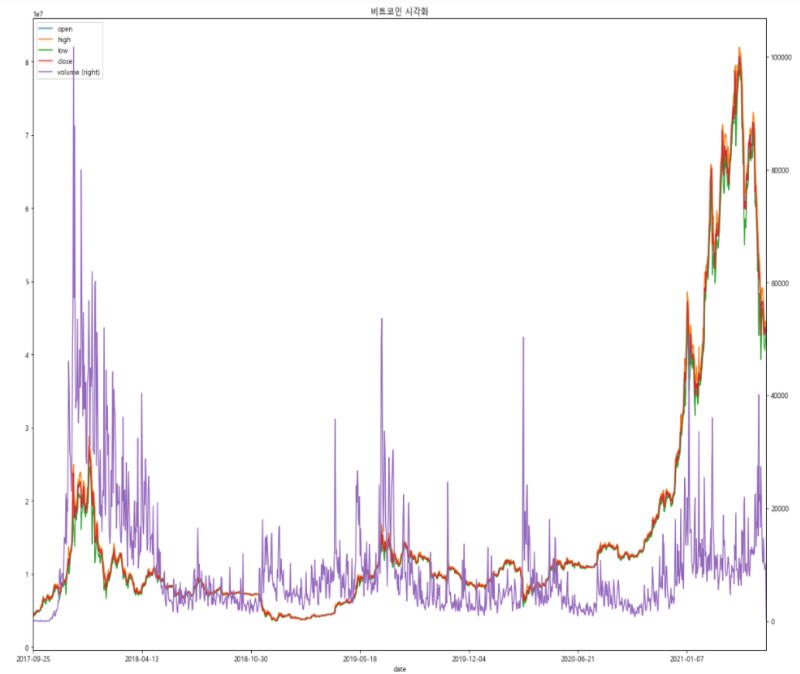 비트코인 시각화
1e7
open
high
low
close
volume (right)
8
7
6
5
4
3
2
1
0
100000
80000
60000
40000
20000
0
2017-09-25
2018-04-13
2018-10-30
2019-05-18
2019-12-04
2020-06-21
2021-01-07
date